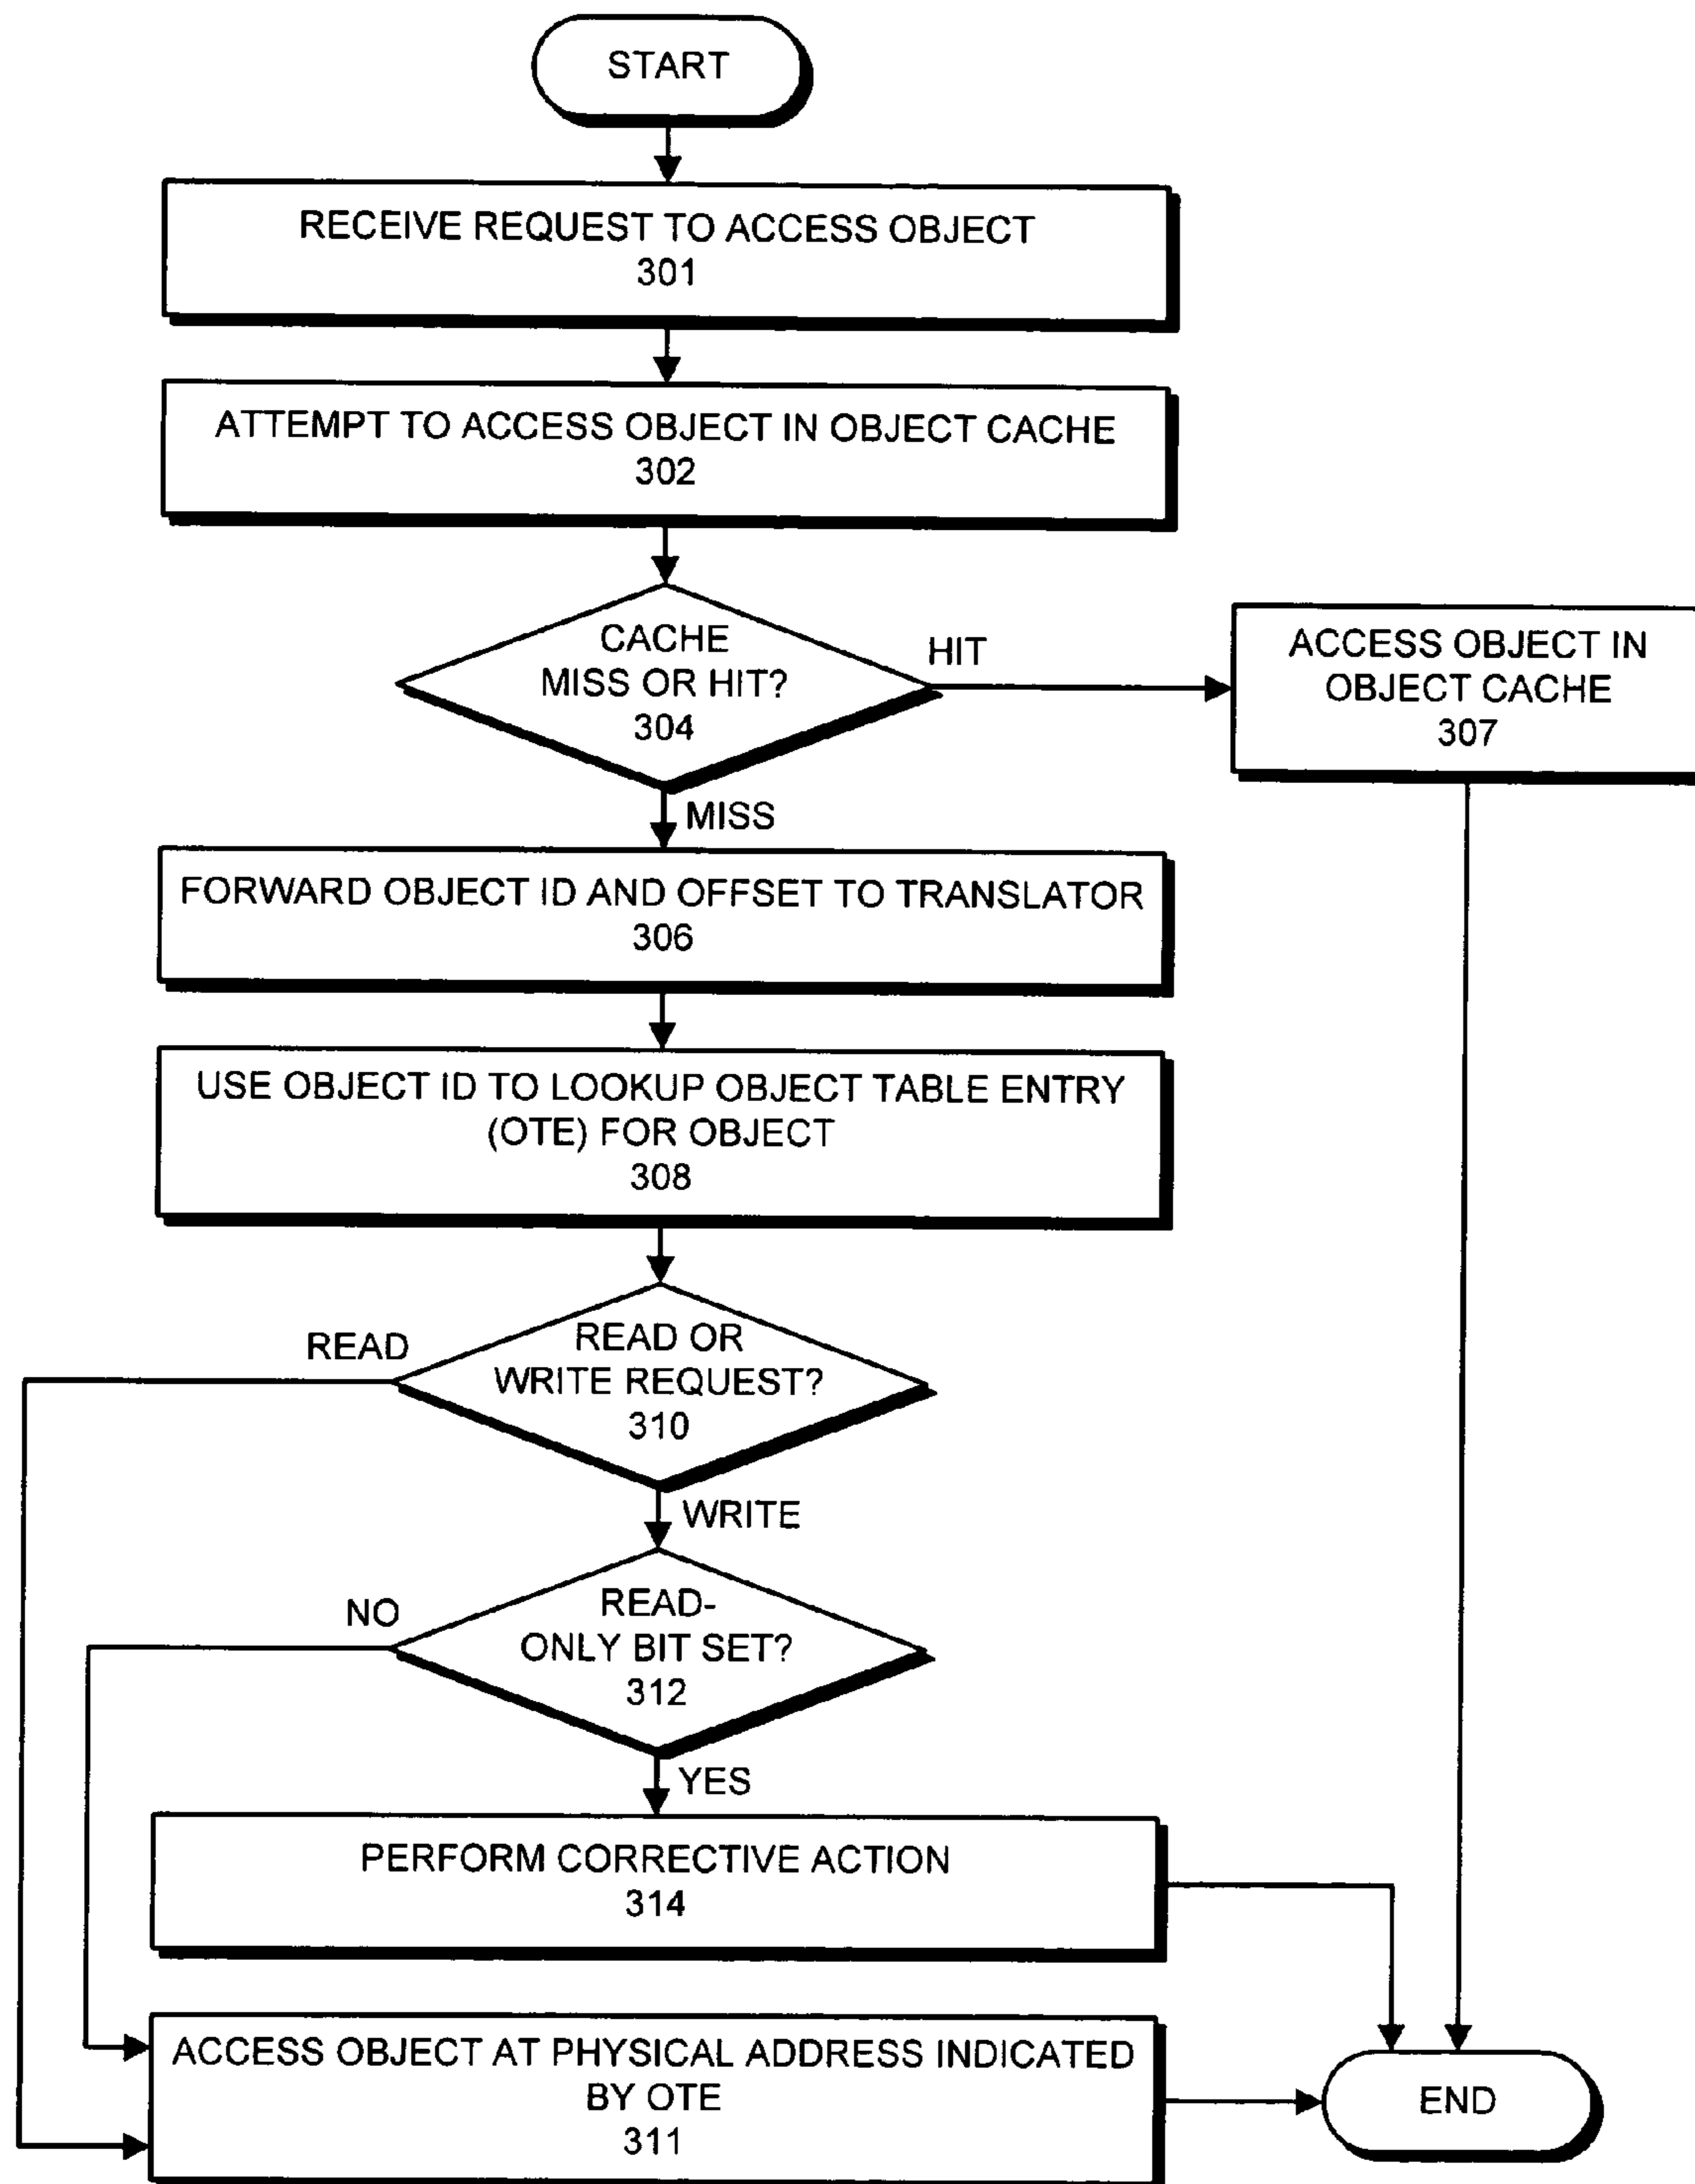 START
RECEIVE REQUEST TO ACCESS OBJECT
301
ATTEMPT TO ACCESS OBJECT IN OBJECT CACHE
302
CACHE
MISS OR HIT?
304
HIT
ACCESS OBJECT IN
OBJECT CACHE
307
MISS
FORWARD OBJECT ID AND OFFSET TO TRANSLATOR
306
USE OBJECT ID TO LOOKUP OBJECT TABLE ENTRY
(OTE) FOR OBJECT
308
READ
READ OR
WRITE REQUEST?
310
WRITE
NO
READ-
ONLY BIT SET?
312
YES
PERFORM CORRECTIVE ACTION
314
ACCESS OBJECT AT PHYSICAL ADDRESS INDICATED
BY OTE
311
END